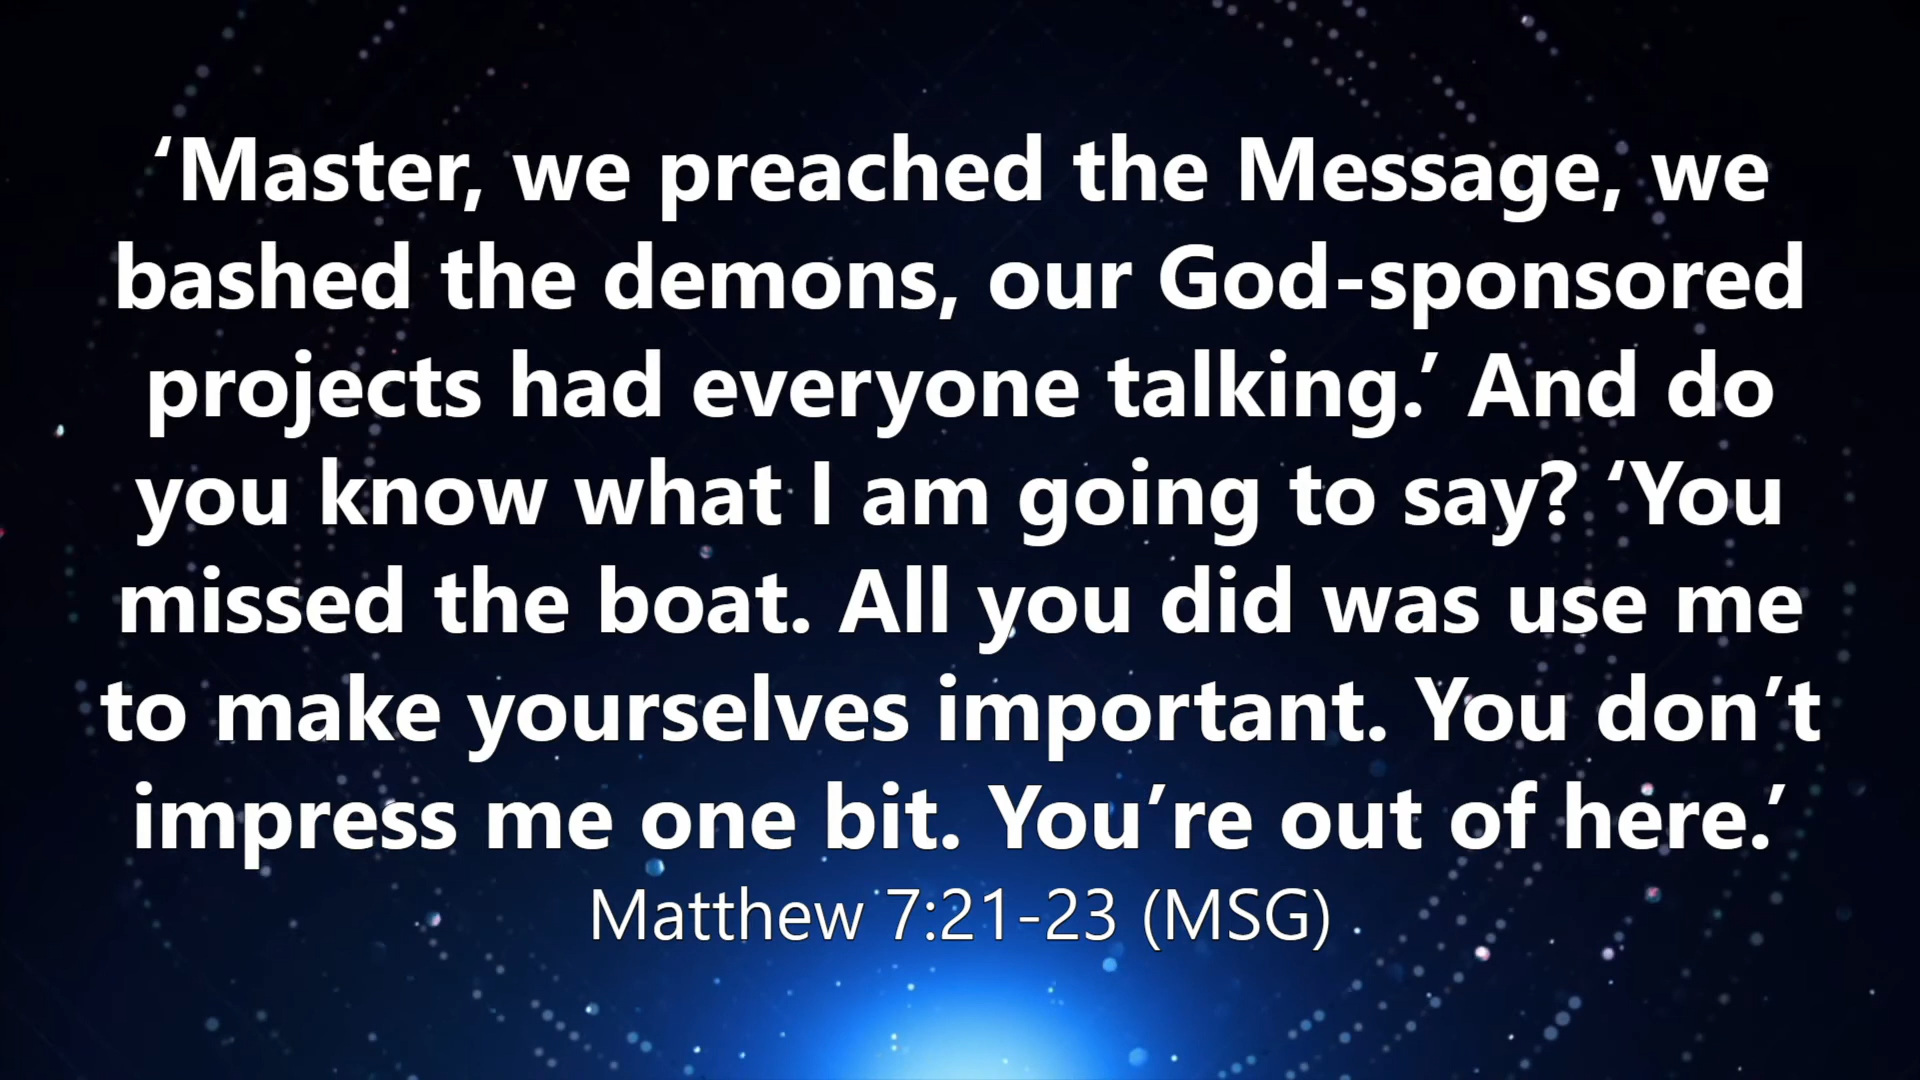 ‘Master, we preached the Message, we
bashed the demons, our God-sponsored
projects had everyone talking.’ And do
you know what I am going to say? ‘You
missed the boat. All you did was use me
to make yourselves important. You don’t
impress me one bit. You’re out of here.’
Matthew 7:21-23 (MSG)